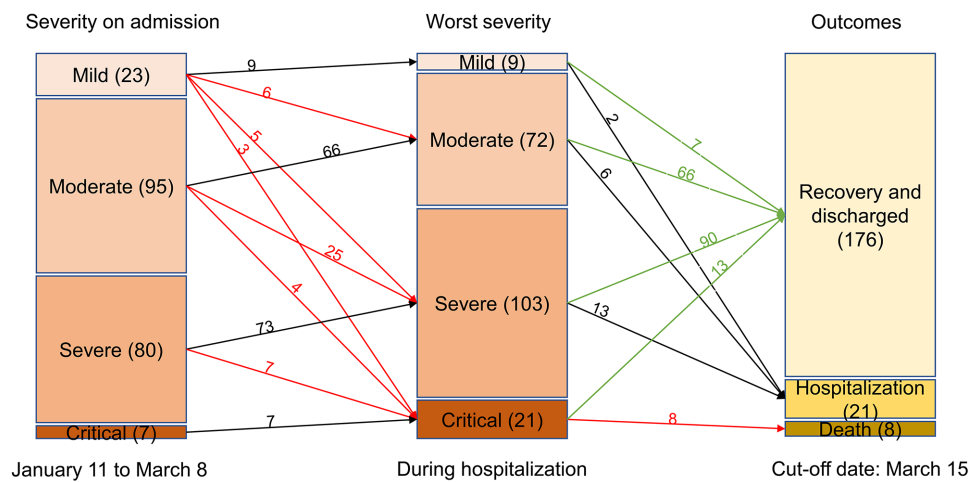 Severity on admission
Worst severity
Outcomes
Mild (23)
Moderate (95)
Severe (80)
Critical (7)
9
6
5
3
66
25
4
73
7
7
Mild (9)
Moderate (72)
Severe (103)
Critical (21)
2
7
6
66
90
13
13
8
Recovery and
discharged
(176)
Hospitalization
(21)
Death (8)
January 11 to March 8
During hospitalization
Cut-off date: March 15